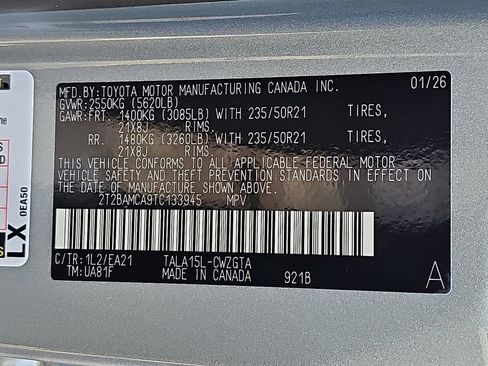 MFD.BY:TOYOTA MOTOR MANUFACTURING CANADA INC. 01/26
GVWR:2550KG (5620LB)
GAWR:FRT. 1400KG (3085LB) WITH 235/50R21 TIRES,
21X8J RIMS.
RR. 1480KG (3260LB) WITH 235/50R21 TIRES,
21X8J RIMS.
THIS VEHICLE CONFORMS TO ALL APPLICABLE FEDERAL MOTOR
VEHICLE SAFETY AND THEFT PREVENTION STANDARDS IN
EFFECT ON THE DATE OF MANUFACTURE SHOWN ABOVE.
2T2BAMCA9TC133945 MPV
C/TR:1L2/EA21 TALA15L-CWZGTA
TM:UA81F MADE IN CANADA 921B
A
LX
0EA50